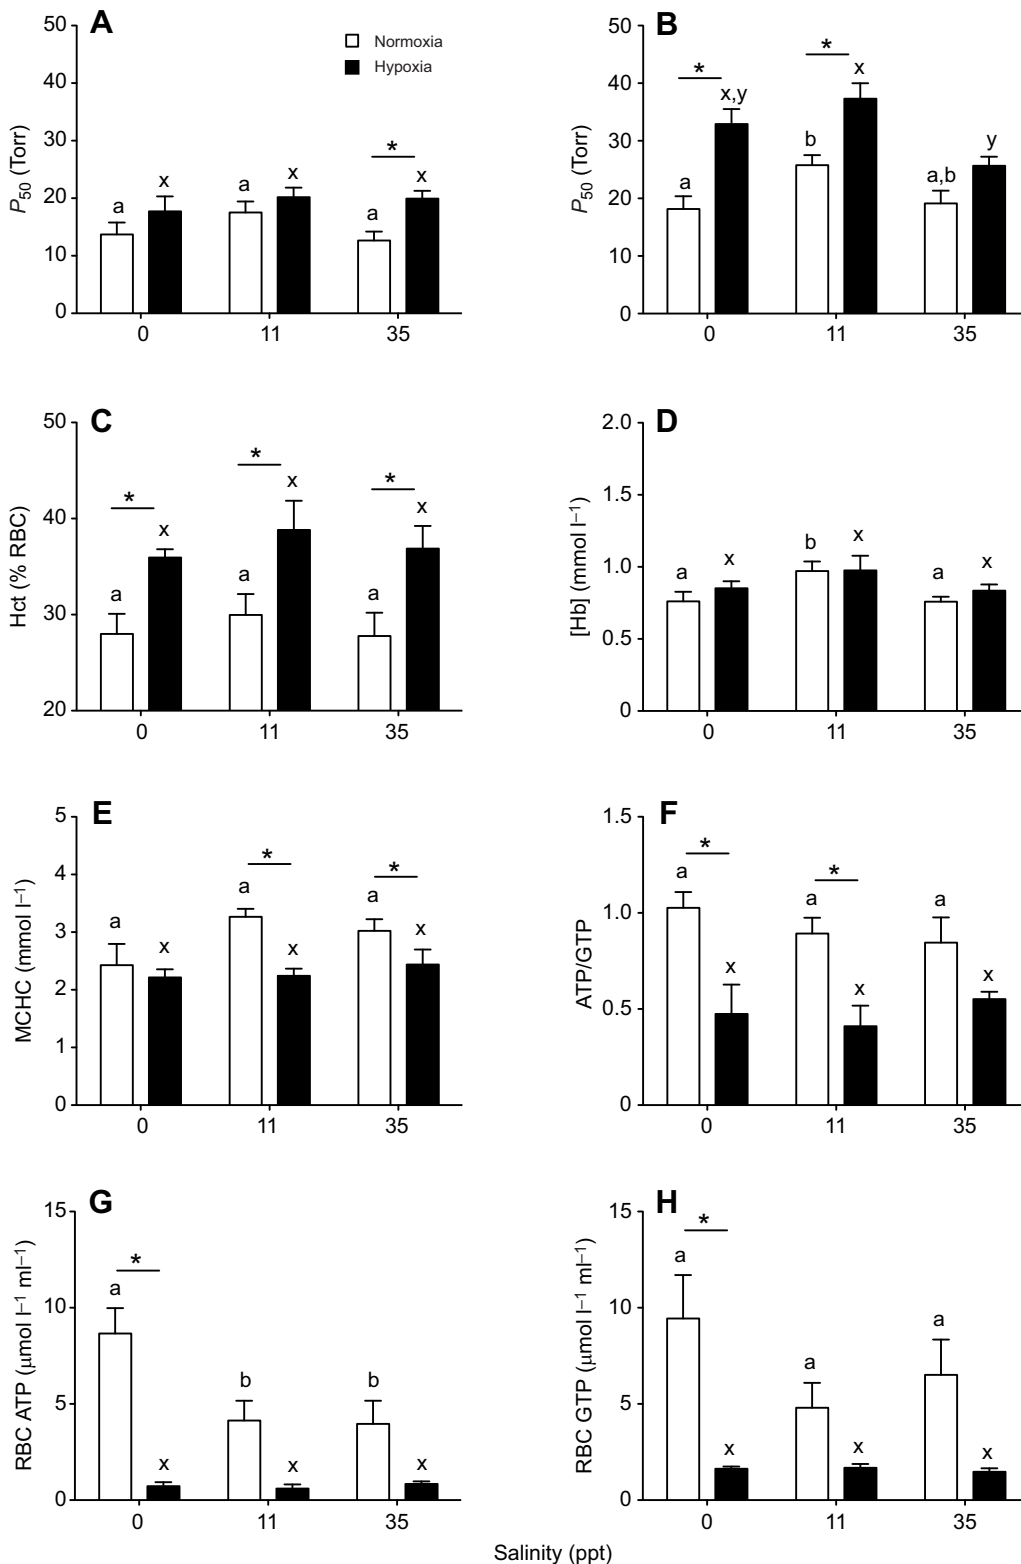 A
Normoxia
Hypoxia
50
40
30
20
10
0
P50 (Torr)
a
x
a
x
*
a
x
0
11
35
B
50
40
30
20
10
0
P50 (Torr)
*
a
x,y
*
b
x
a,b
y
0
11
35
C
50
40
30
20
Hct (% RBC)
*
a
x
*
a
x
*
a
x
0
11
35
D
2.0
1.5
1.0
0.5
0
[Hb] (mmol l−1)
a
x
b
x
a
x
0
11
35
E
5
4
3
2
1
0
MCHC (mmol l−1)
a
x
*
a
x
*
a
x
0
11
35
F
1.5
1.0
0.5
0
ATP/GTP
*
a
x
*
a
x
a
x
0
11
35
G
15
10
5
0
RBC ATP (μmol l−1 ml−1)
*
a
x
b
x
b
x
0
11
35
H
15
10
5
0
RBC GTP (μmol l−1 ml−1)
*
a
x
a
x
a
x
0
11
35
Salinity (ppt)